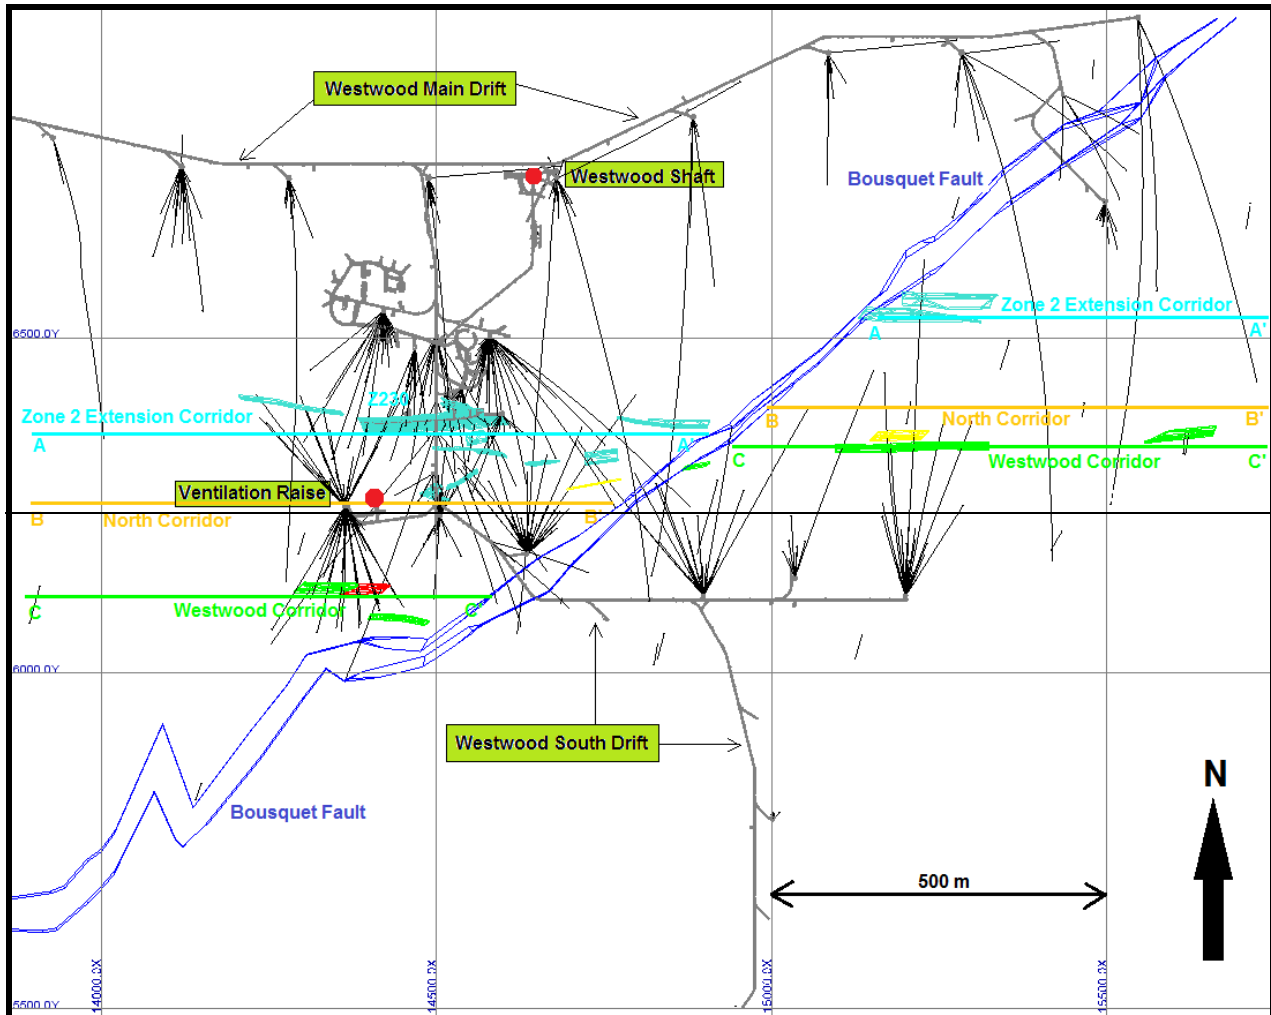 Westwood Main Drift
Westwood Shaft
Bousquet Fault
Zone 2 Extension Corridor
A
A'
6500.0Y
Z230
Zone 2 Extension Corridor
A
A'
B
North Corridor
B'
C
Westwood Corridor
C'
Ventilation Raise
B
North Corridor
B'
C
Westwood Corridor
C'
6000.0Y
Westwood South Drift
Bousquet Fault
N
500 m
14000.0X
14500.0X
15000.0X
15500.0X
5500.0Y